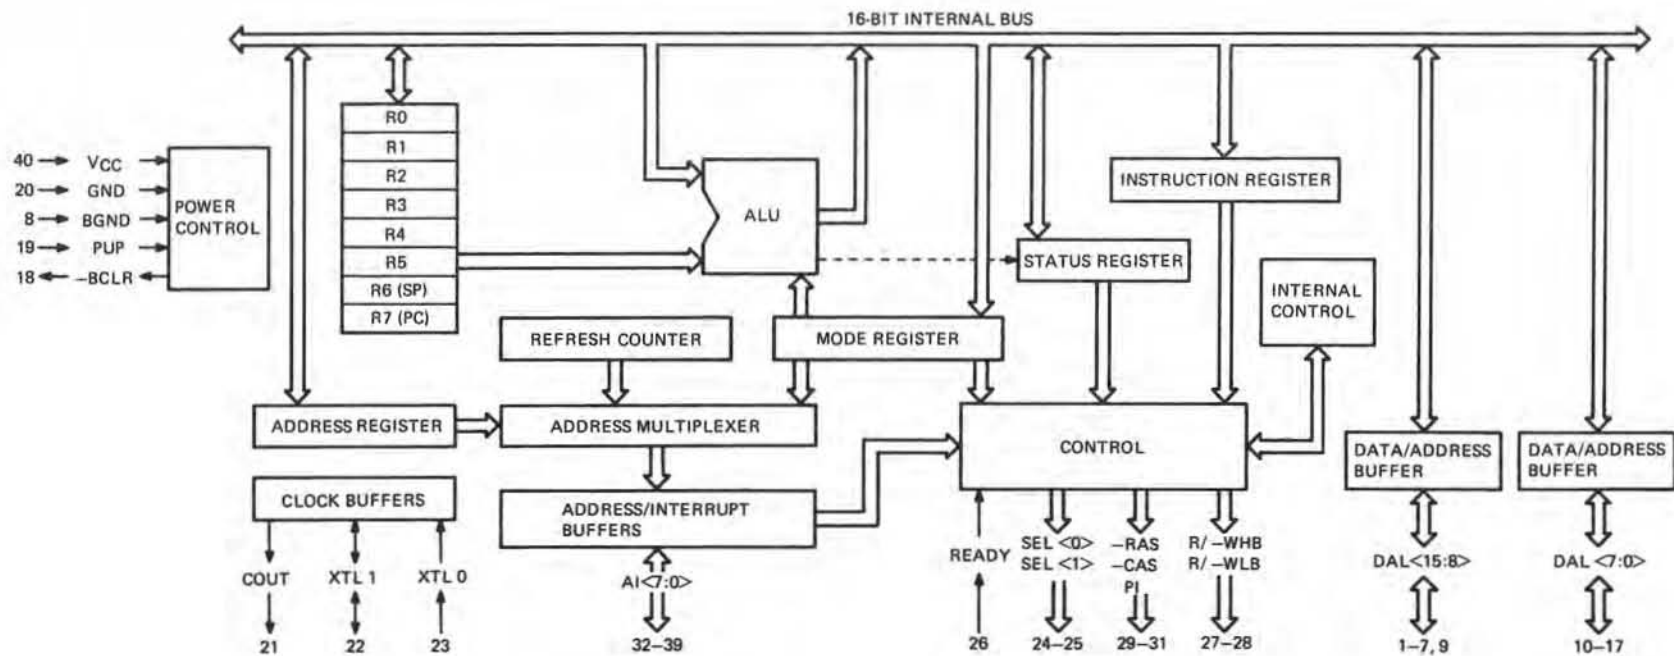 16-BIT INTERNAL BUS
R0
R1
R2
R3
R4
R5
R6 (SP)
R7 (PC)
40
VCC
20
GND
8
BGND
19
PUP
18
–BCLR
POWER
CONTROL
ALU
INSTRUCTION REGISTER
STATUS REGISTER
INTERNAL
CONTROL
REFRESH COUNTER
MODE REGISTER
ADDRESS REGISTER
ADDRESS MULTIPLEXER
CONTROL
DATA/ADDRESS
BUFFER
DATA/ADDRESS
BUFFER
CLOCK BUFFERS
ADDRESS/INTERRUPT
BUFFERS
COUT
XTL 1
XTL 0
AI<7:0>
READY
SEL <0>
SEL <1>
–RAS
–CAS
PI
R/ –WHB
R/ –WLB
DAL<15:8>
DAL <7:0>
21
22
23
32–39
26
24–25
29–31
27–28
1–7, 9
10–17